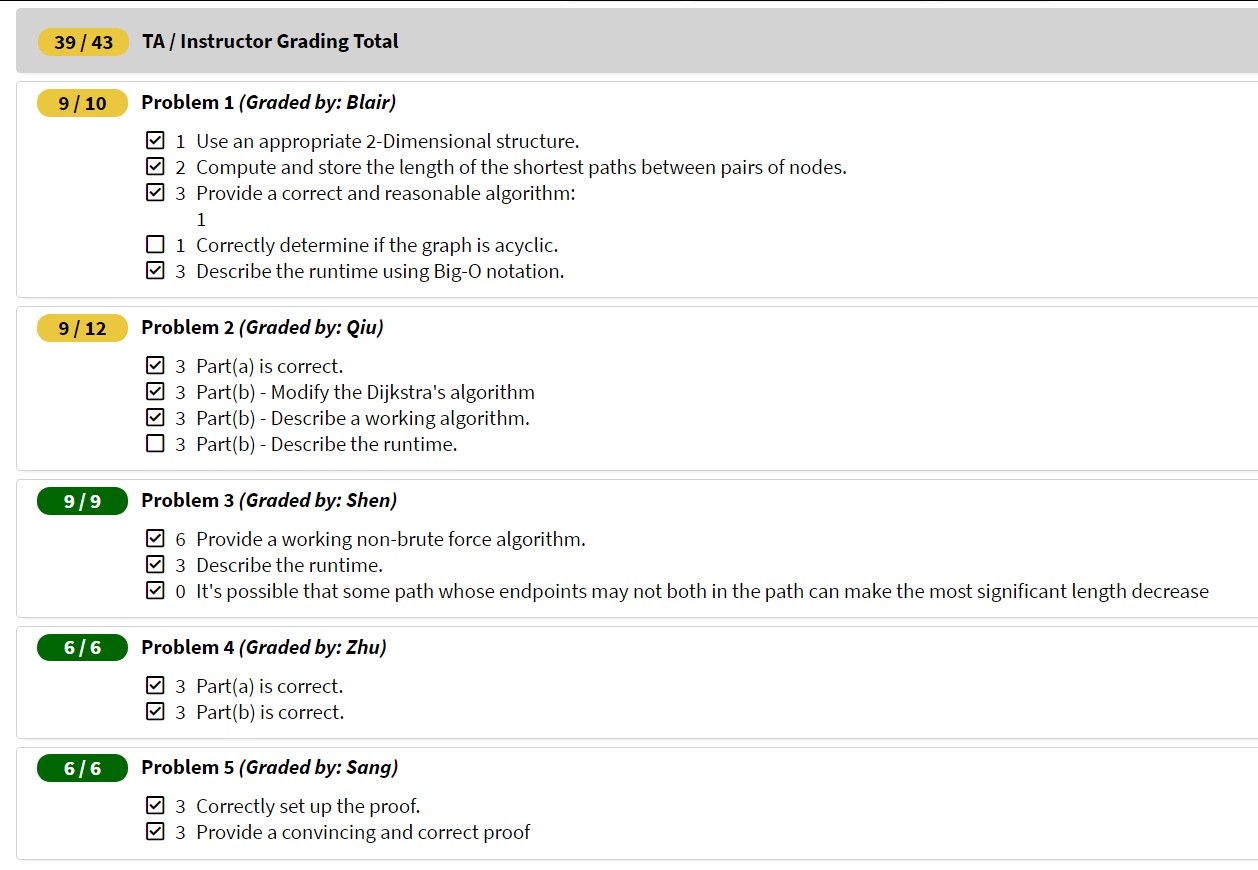 39 / 43 TA / Instructor Grading Total
9 / 10 Problem 1 (Graded by: Blair)
1 Use an appropriate 2-Dimensional structure.
2 Compute and store the length of the shortest paths between pairs of nodes.
3 Provide a correct and reasonable algorithm:
1
1 Correctly determine if the graph is acyclic.
3 Describe the runtime using Big-O notation.
9 / 12 Problem 2 (Graded by: Qiu)
3 Part(a) is correct.
3 Part(b) - Modify the Dijkstra's algorithm
3 Part(b) - Describe a working algorithm.
3 Part(b) - Describe the runtime.
9 / 9 Problem 3 (Graded by: Shen)
6 Provide a working non-brute force algorithm.
3 Describe the runtime.
0 It's possible that some path whose endpoints may not both in the path can make the most significant length decrease
6 / 6 Problem 4 (Graded by: Zhu)
3 Part(a) is correct.
3 Part(b) is correct.
6 / 6 Problem 5 (Graded by: Sang)
3 Correctly set up the proof.
3 Provide a convincing and correct proof